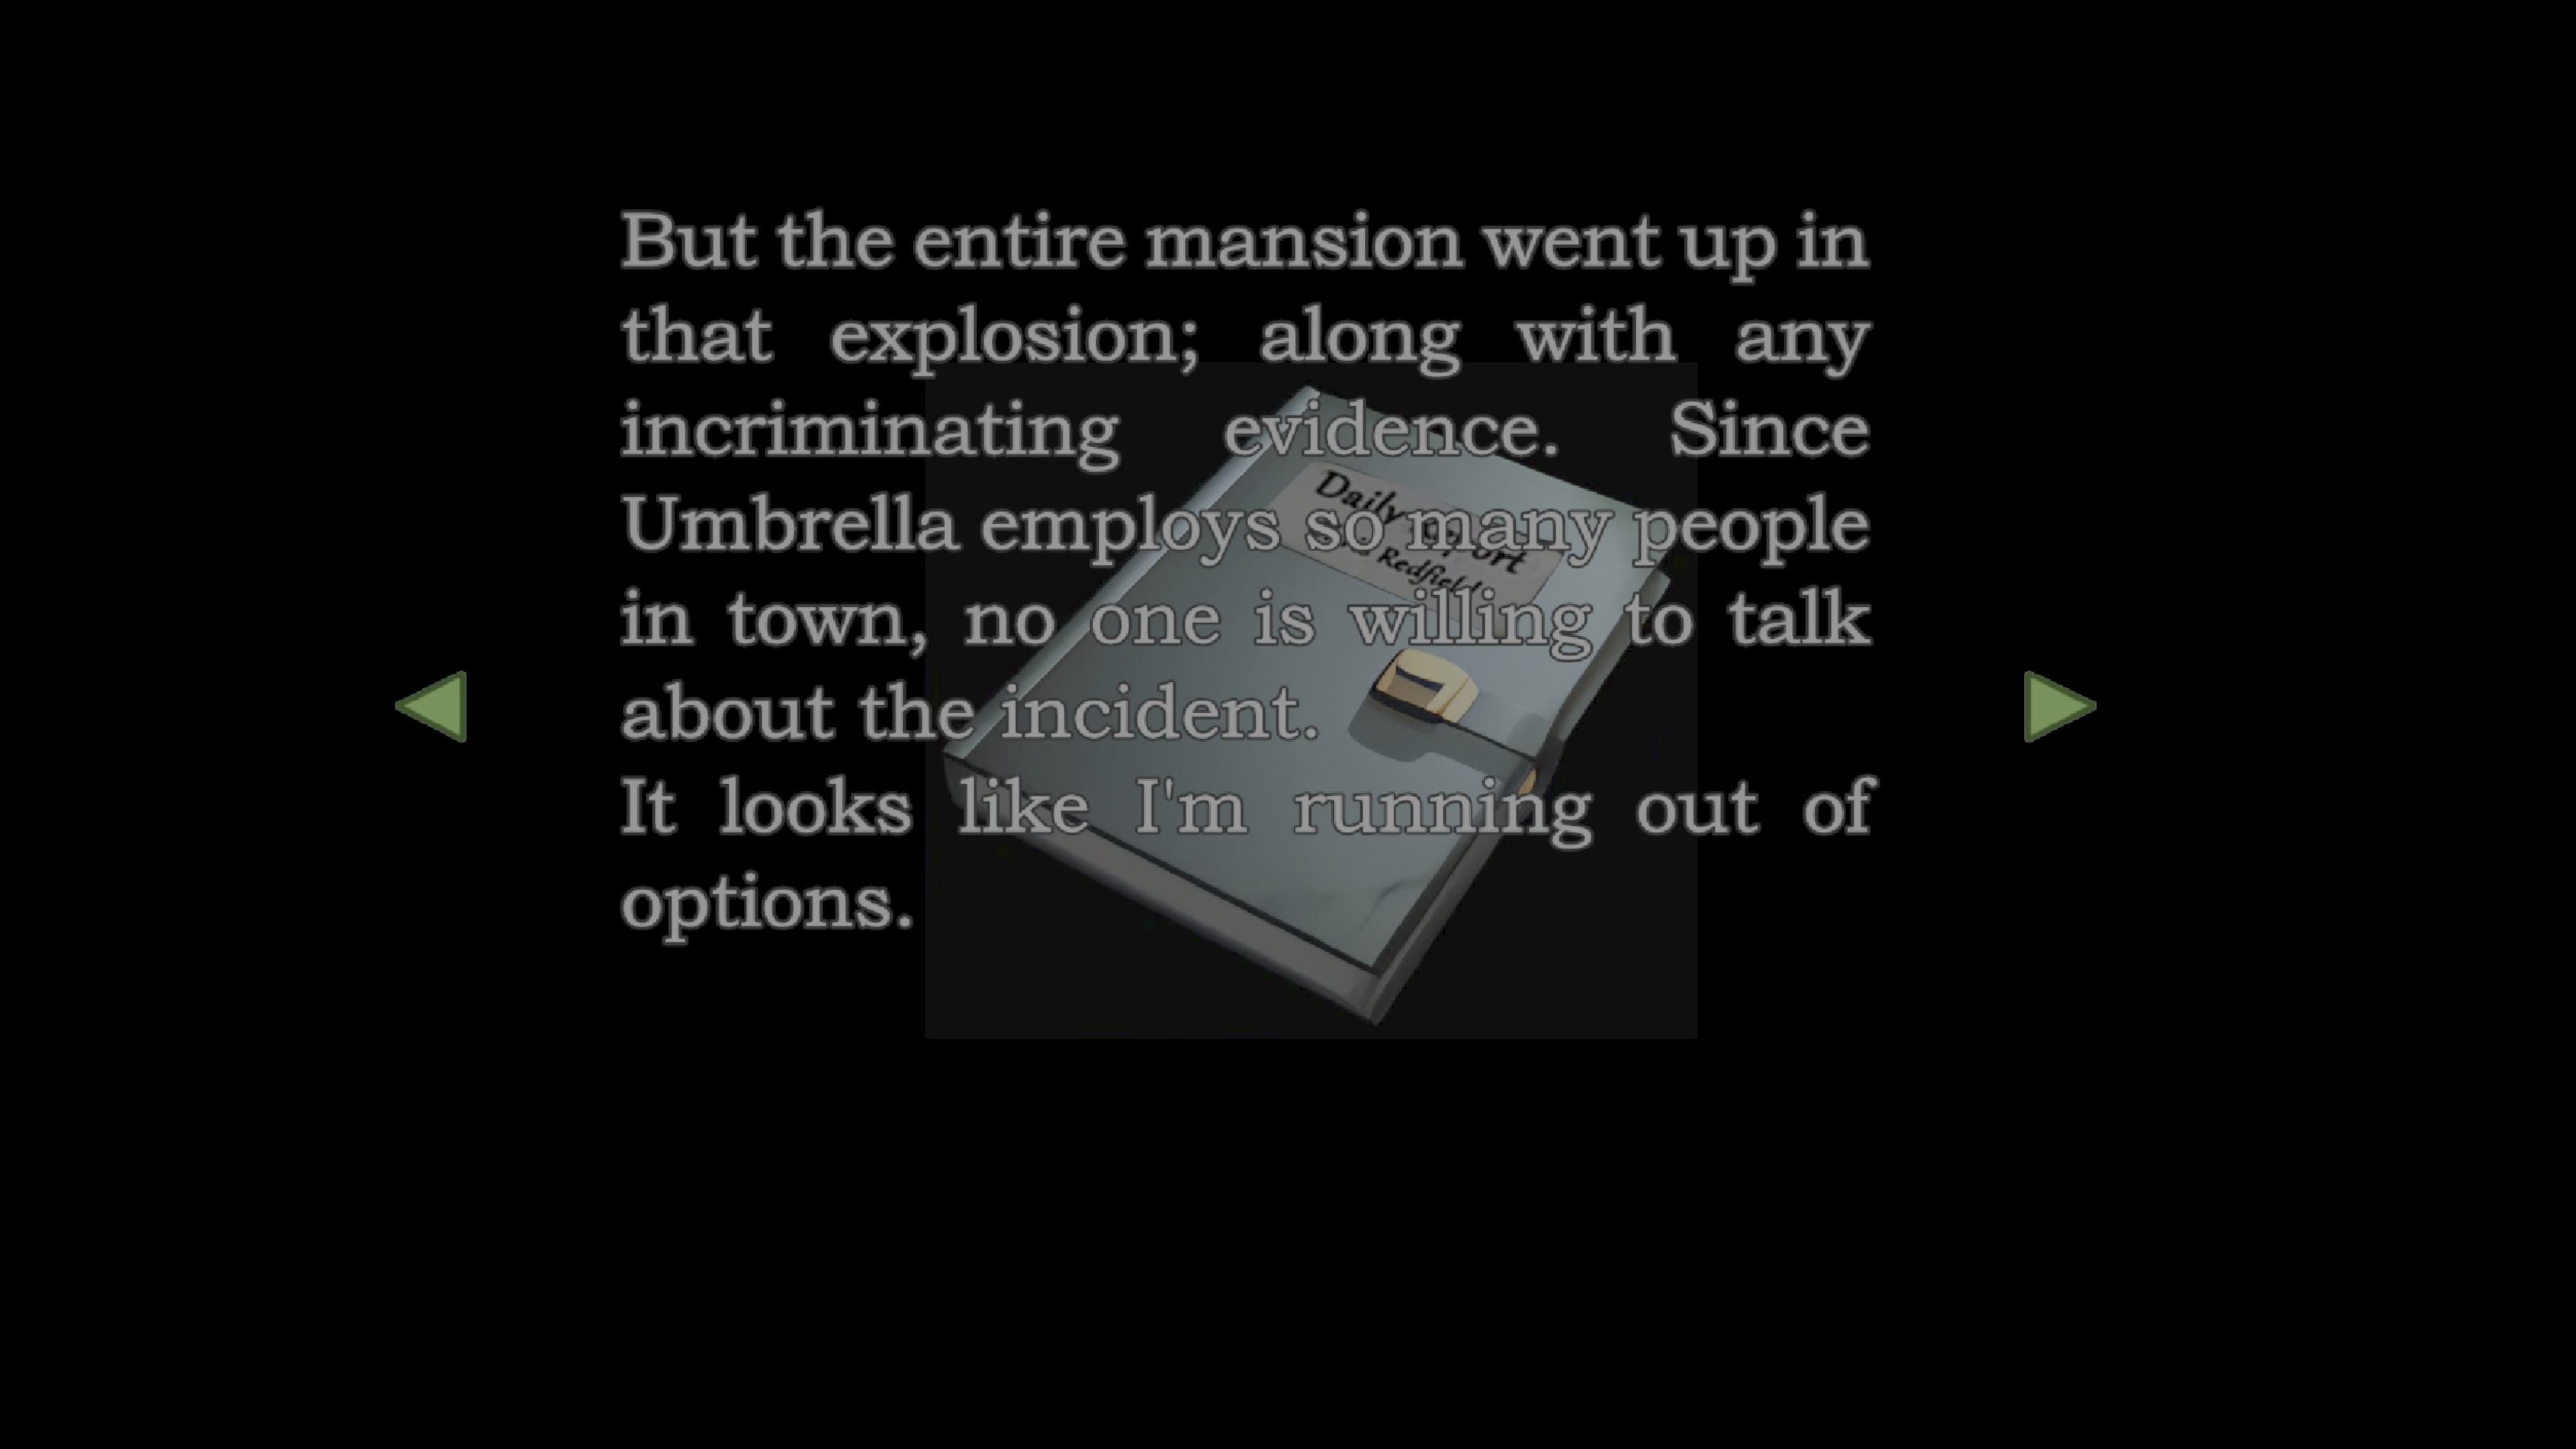 But the entire mansion went up in
that explosion; along with any
incriminating evidence. Since
Umbrella employs so many people
in town, no one is willing to talk
about the incident.
It looks like I'm running out of
options.
Daily
Redfield